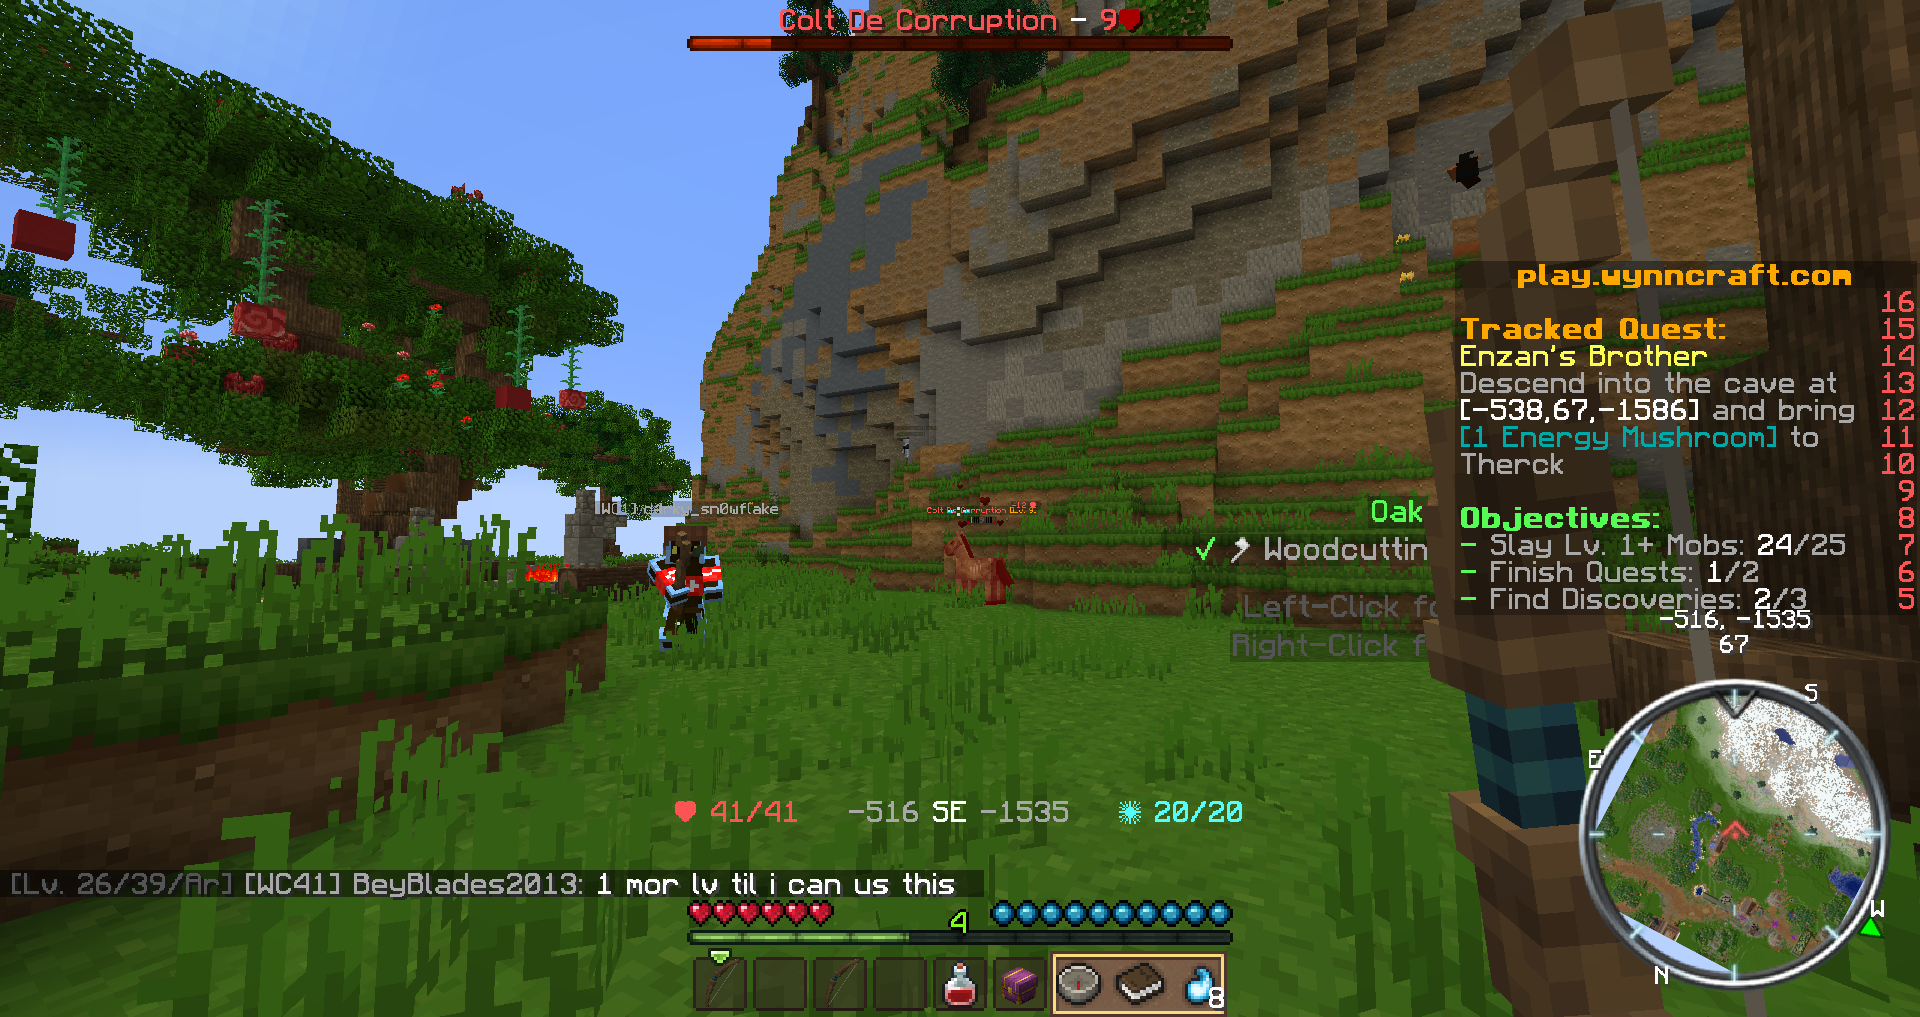 Colt De Corruption - 9
play.wynncraft.com
16
Tracked Quest: 15
Enzan's Brother 14
Descend into the cave at 13
[-538,67,-1586] and bring 12
[1 Energy Mushroom] to 11
Therck 10
9
Objectives: 8
- Slay Lv. 1+ Mobs: 24/25 7
- Finish Quests: 1/2 6
- Find Discoveries: 2/3 5
-516, -1535
67
sn0wflake
Colt De Corruption
Oak
✓ Woodcuttin
Left-Click fo
Right-Click f
S
E
W
N
41/41 -516 SE -1535 20/20
[Lv. 26/39/Ar] [WC41] BeyBlades2013: 1 mor lv til i can us this
4
8